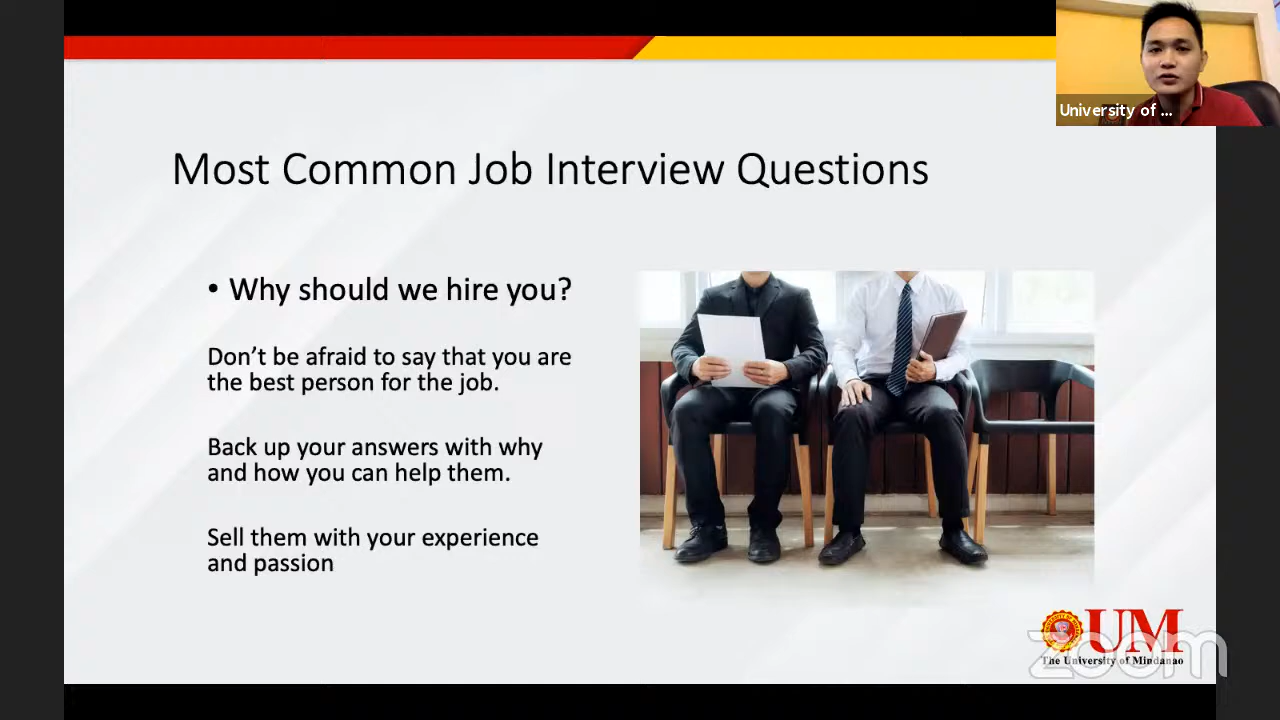 University of ...
Most Common Job Interview Questions
• Why should we hire you?
Don’t be afraid to say that you are
the best person for the job.
Back up your answers with why
and how you can help them.
Sell them with your experience
and passion
UM
The University of Mindanao
zoom